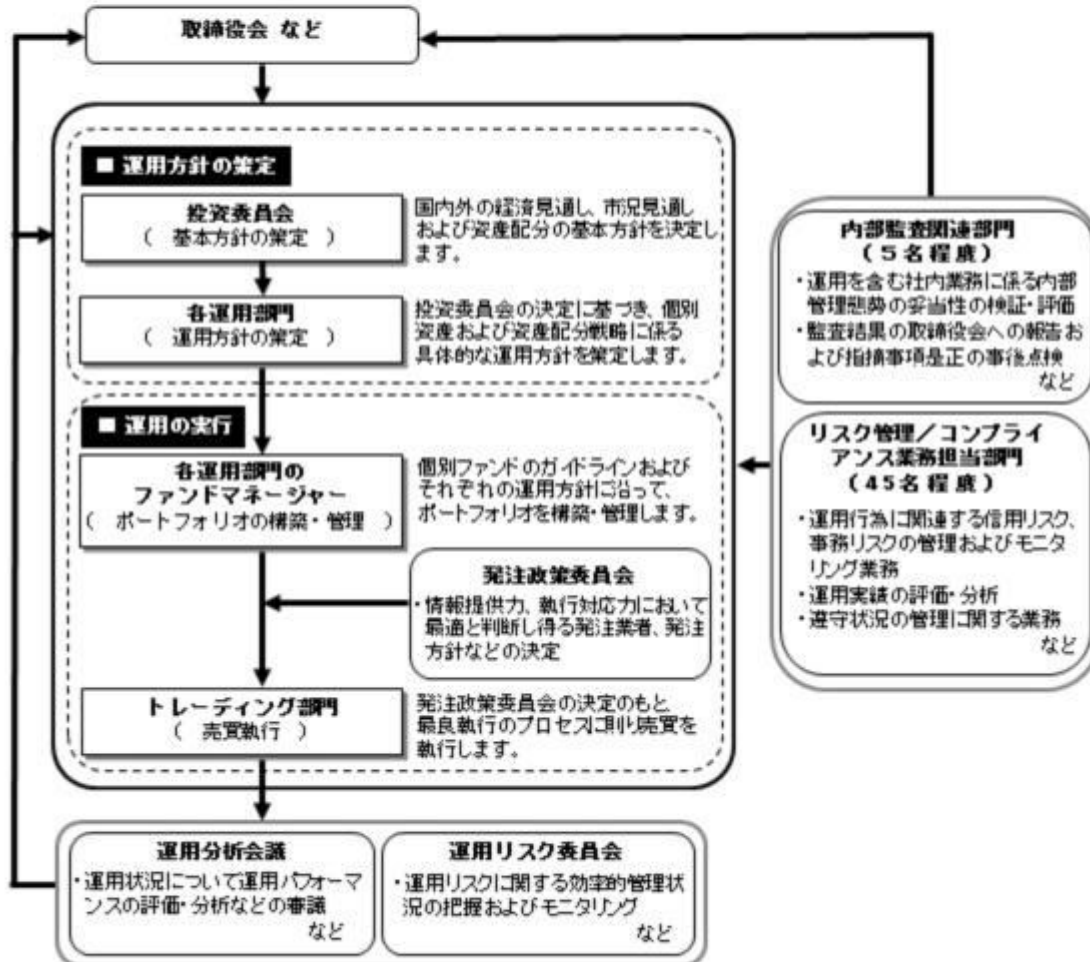 取締役会 など
■ 運用方針の策定
投資委員会
( 基本方針の策定 )
国内外の経済見通し、市況見通し
および資産配分の基本方針を決定し
ます。
各運用部門
( 運用方針の策定 )
投資委員会の決定に基づき、個別
資産および資産配分戦略に係る
具体的な運用方針を策定します。
■ 運用の実行
各運用部門の
ファンドマネージャー
( ポートフォリオの構築・管理 )
個別ファンドのガイドラインおよび
それぞれの運用方針に沿って、
ポートフォリオを構築・管理します。
発注政策委員会
・情報提供力、執行対応力において
最適と判断し得る発注業者、発注
方針などの決定
トレーディング部門
( 売買執行 )
発注政策委員会の決定のもと
最良執行のプロセスに則り売買を
執行します。
運用分析会議
・運用状況について運用パフォーマ
ンスの評価・分析などの審議
など
運用リスク委員会
・運用リスクに関する効率的管理状
況の把握およびモニタリング
など
内部監査関連部門
(5名程度)
・運用を含む社内業務に係る内部
管理態勢の妥当性の検証・評価
・監査結果の取締役会への報告お
よび指摘事項是正の事後点検
など
リスク管理/コンプライ
アンス業務担当部門
(45名程度)
・運用行為に関連する信用リスク、
事務リスクの管理およびモニタ
リング業務
・運用実績の評価・分析
・遵守状況の管理に関する業務
など